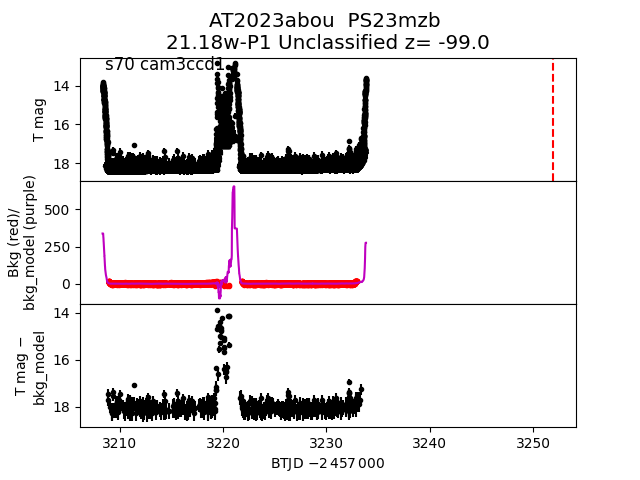 AT2023abou PS23mzb
21.18w-P1 Unclassified z= -99.0
s70 cam3ccd1
T mag
14
16
18
Bkg (red)/
bkg_model (purple)
500
250
0
T mag −
bkg_model
14
16
18
3210 3220 3230 3240 3250
BTJD −2 457 000